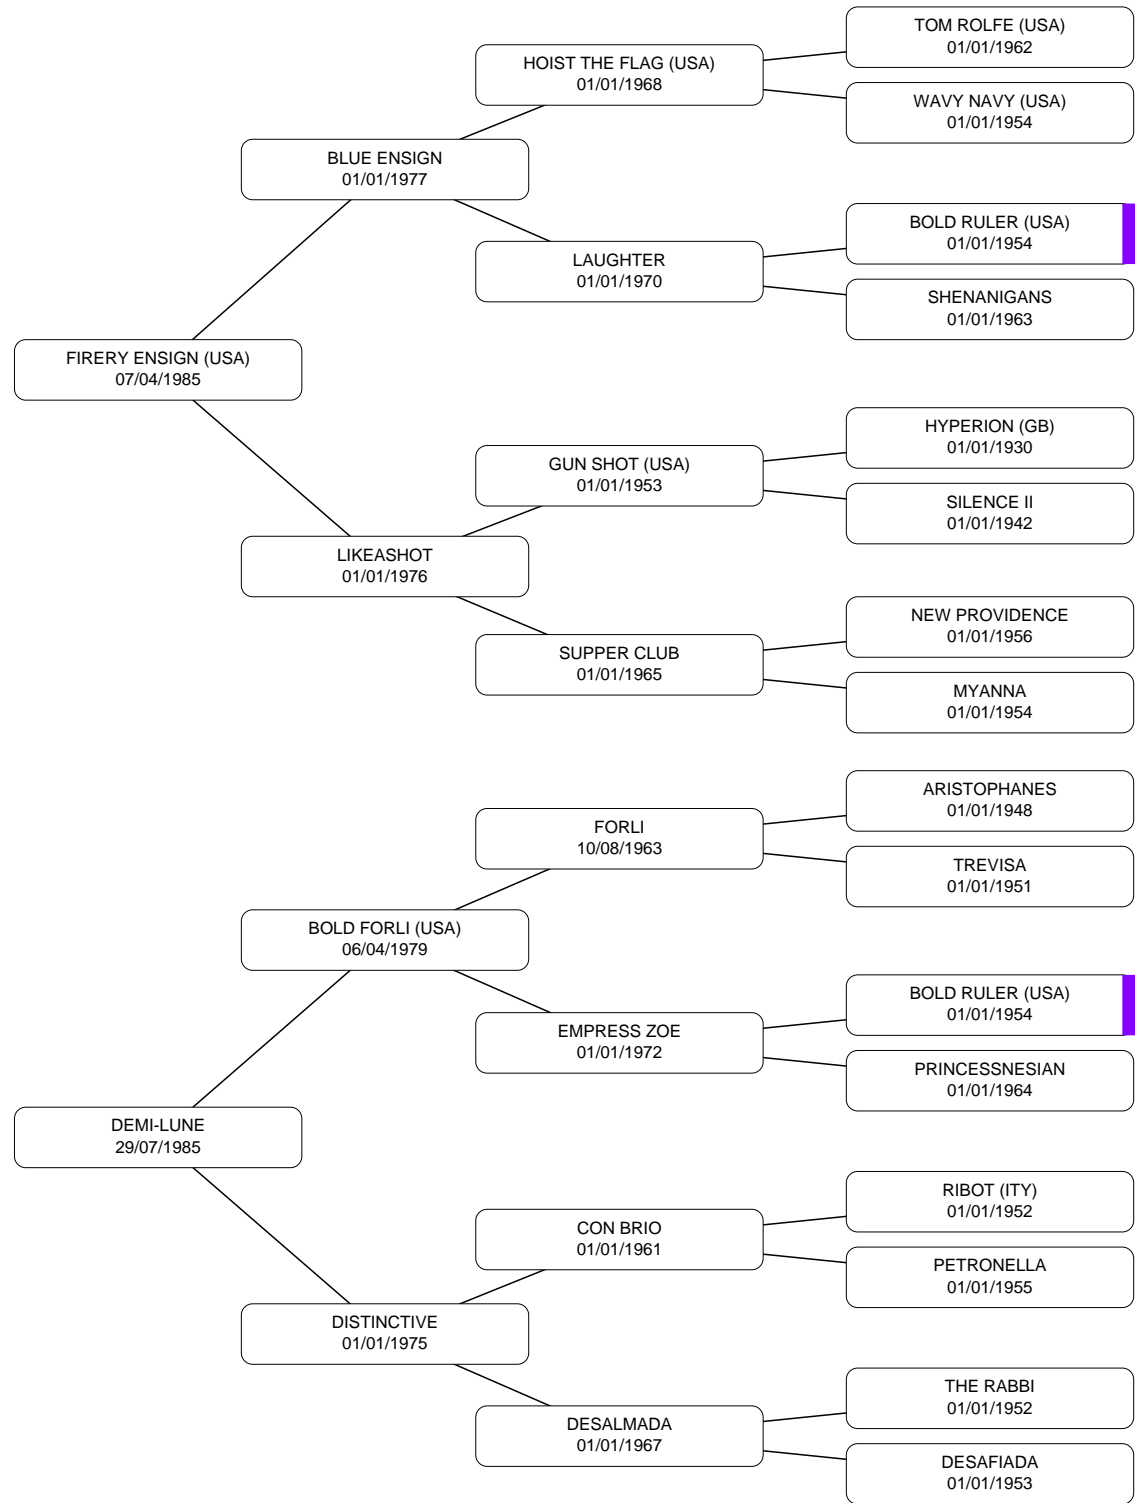 TOM ROLFE (USA)
01/01/1962
HOIST THE FLAG (USA)
01/01/1968
WAVY NAVY (USA)
01/01/1954
BLUE ENSIGN
01/01/1977
BOLD RULER (USA)
01/01/1954
LAUGHTER
01/01/1970
SHENANIGANS
01/01/1963
FIRERY ENSIGN (USA)
07/04/1985
HYPERION (GB)
01/01/1930
GUN SHOT (USA)
01/01/1953
SILENCE II
01/01/1942
LIKEASHOT
01/01/1976
NEW PROVIDENCE
01/01/1956
SUPPER CLUB
01/01/1965
MYANNA
01/01/1954
ARISTOPHANES
01/01/1948
FORLI
10/08/1963
TREVISA
01/01/1951
BOLD FORLI (USA)
06/04/1979
BOLD RULER (USA)
01/01/1954
EMPRESS ZOE
01/01/1972
PRINCESSNESIAN
01/01/1964
DEMI-LUNE
29/07/1985
RIBOT (ITY)
01/01/1952
CON BRIO
01/01/1961
PETRONELLA
01/01/1955
DISTINCTIVE
01/01/1975
THE RABBI
01/01/1952
DESALMADA
01/01/1967
DESAFIADA
01/01/1953